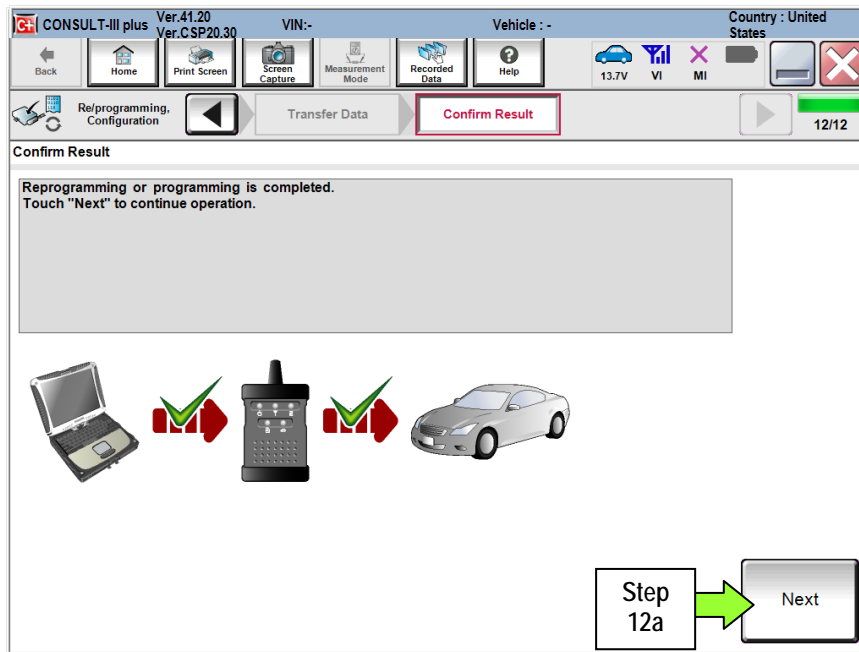 C+ CONSULT-III plus Ver.41.20 VIN:- Vehicle : - Country : United
Ver.CSP20.30 States
Back Home Print Screen Screen Capture Measurement Mode Recorded Data Help 13.7V VI MI
Re/programming, Transfer Data Confirm Result
Configuration 12/12
Confirm Result
Reprogramming or programming is completed.
Touch "Next" to continue operation.
Step Next
12a